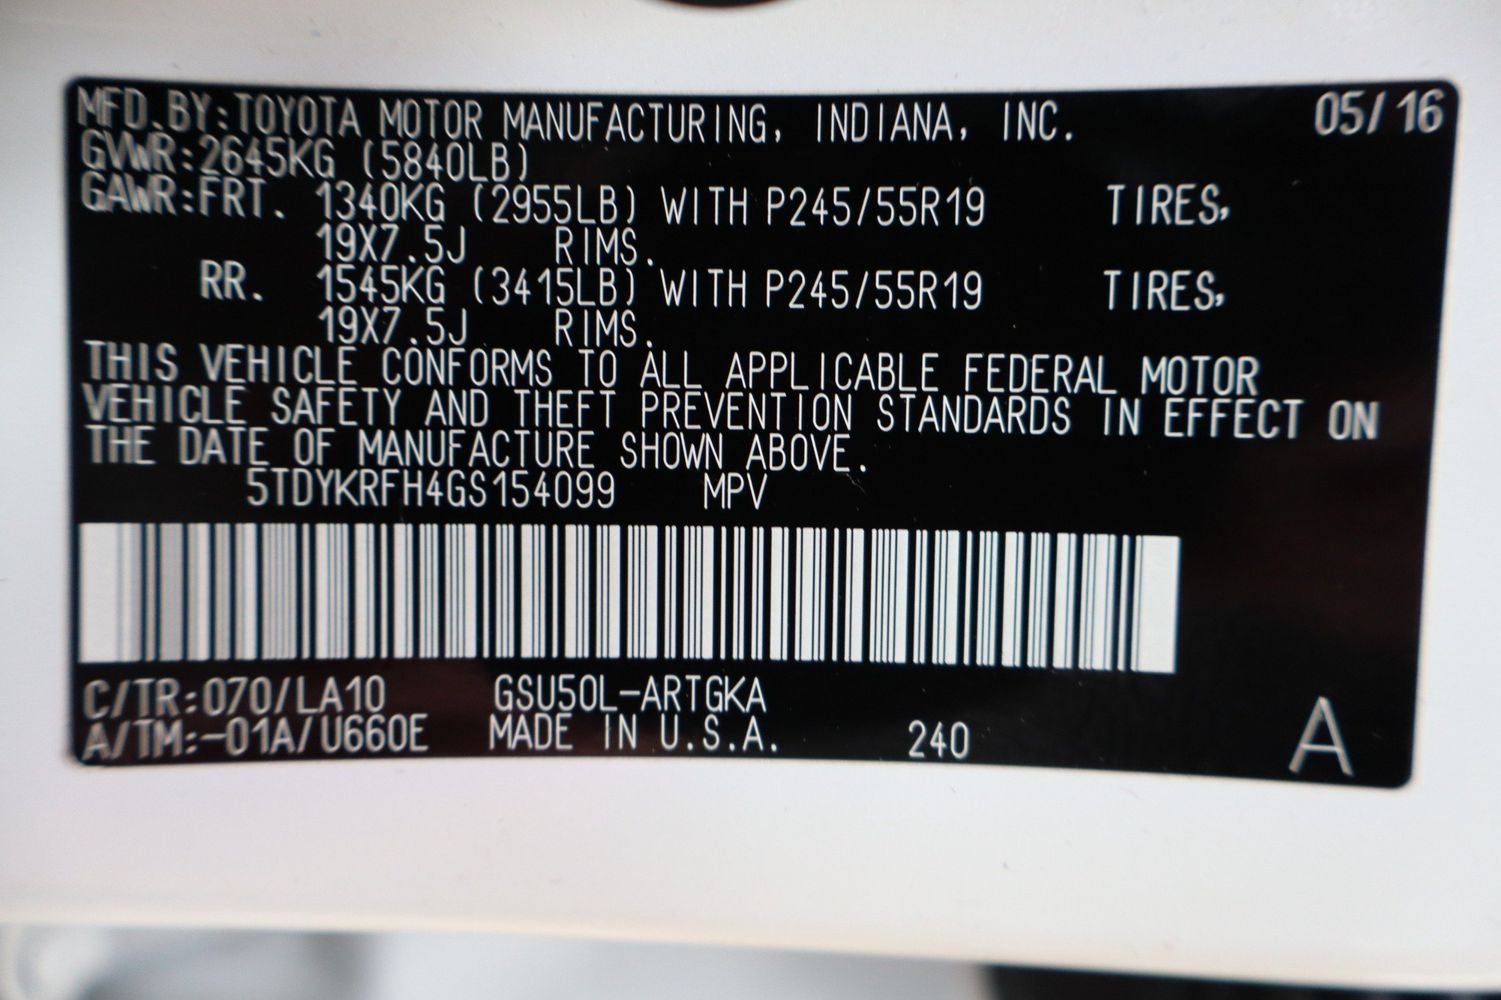 MFD.BY:TOYOTA MOTOR MANUFACTURING, INDIANA, INC. 05/16
GVWR:2645KG (5840LB)
GAWR:FRT. 1340KG (2955LB) WITH P245/55R19 TIRES,
19X7.5J RIMS.
RR. 1545KG (3415LB) WITH P245/55R19 TIRES,
19X7.5J RIMS.
THIS VEHICLE CONFORMS TO ALL APPLICABLE FEDERAL MOTOR
VEHICLE SAFETY AND THEFT PREVENTION STANDARDS IN EFFECT ON
THE DATE OF MANUFACTURE SHOWN ABOVE.
5TDYKRFH4GS154099 MPV
C/TR:070/LA10 GSU50L-ARTGKA
A/TM:-01A/U660E MADE IN U.S.A. 240 A